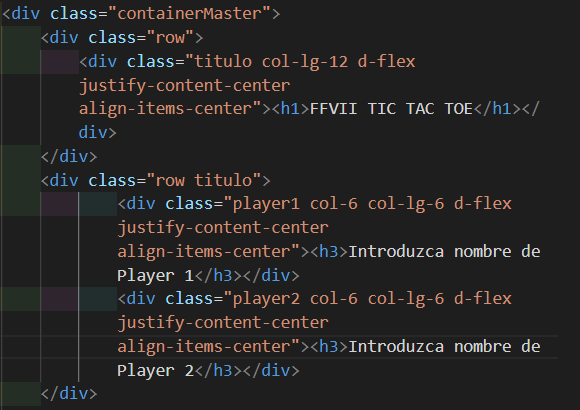 <div class="containerMaster">
<div class="row">
<div class="titulo col-lg-12 d-flex
justify-content-center
align-items-center"><h1>FFVII TIC TAC TOE</h1></
div>
</div>
<div class="row titulo">
<div class="player1 col-6 col-lg-6 d-flex
justify-content-center
align-items-center"><h3>Introduzca nombre de
Player 1</h3></div>
<div class="player2 col-6 col-lg-6 d-flex
justify-content-center
align-items-center"><h3>Introduzca nombre de
Player 2</h3></div>
</div>